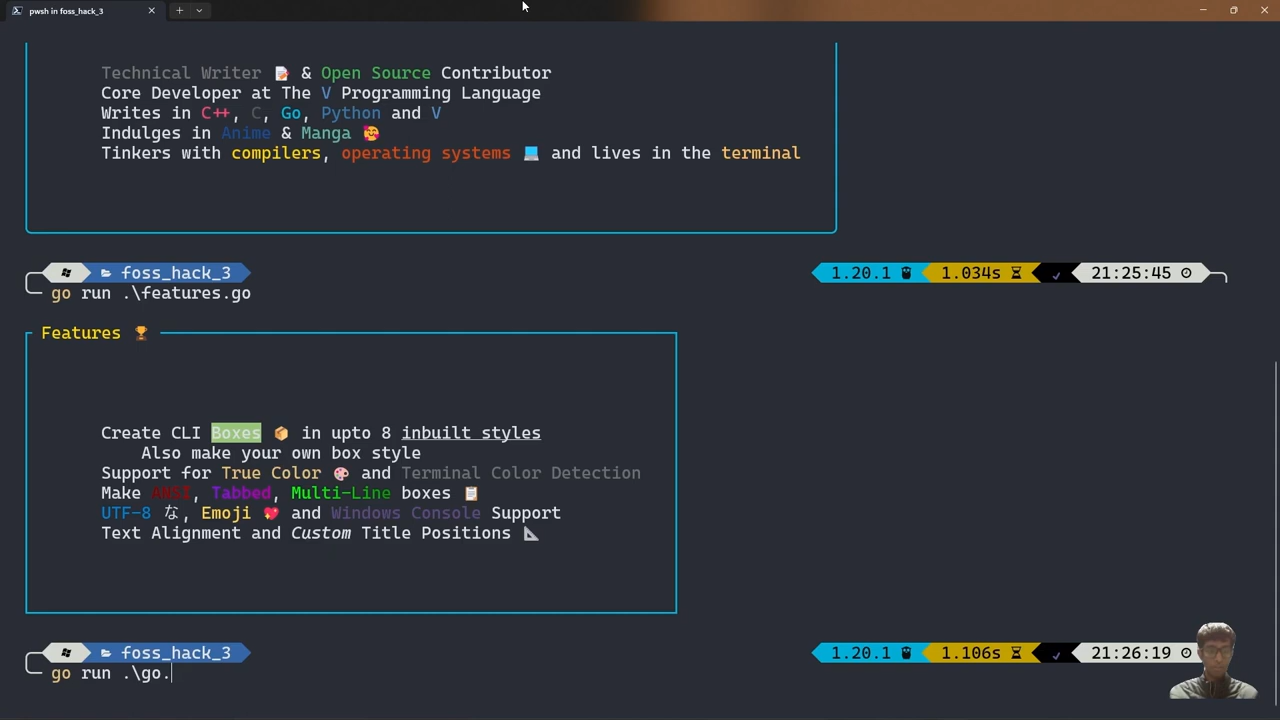 pwsh in foss_hack_3
Technical Writer 📝 & Open Source Contributor
Core Developer at The V Programming Language
Writes in C++, C, Go, Python and V
Indulges in Anime & Manga 🥰
Tinkers with compilers, operating systems 💻 and lives in the terminal
foss_hack_3 1.20.1 1.034s 21:25:45
go run .\features.go
Features 🏆
Create CLI Boxes 📦 in upto 8 inbuilt styles
Also make your own box style
Support for True Color 🎨 and Terminal Color Detection
Make ANSI, Tabbed, Multi-Line boxes 📋
UTF-8 な, Emoji 💖 and Windows Console Support
Text Alignment and Custom Title Positions 📐
foss_hack_3 1.20.1 1.106s 21:26:19
go run .\go.